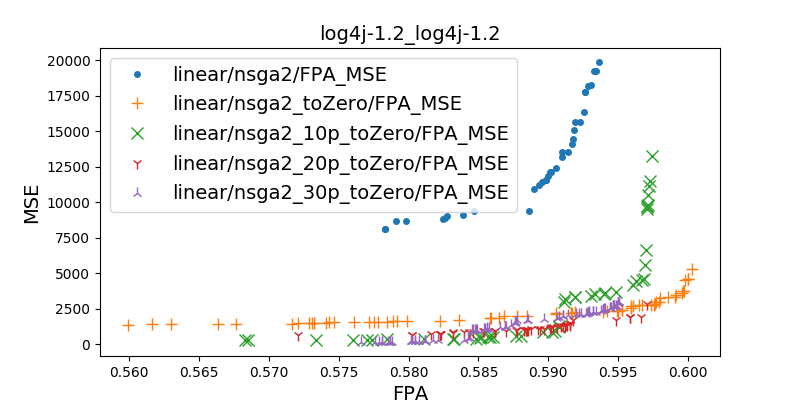 log4j-1.2_log4j-1.2
20000
17500
15000
12500
10000
7500
5000
2500
0
MSE
linear/nsga2/FPA_MSE
linear/nsga2_toZero/FPA_MSE
linear/nsga2_10p_toZero/FPA_MSE
linear/nsga2_20p_toZero/FPA_MSE
linear/nsga2_30p_toZero/FPA_MSE
0.560 0.565 0.570 0.575 0.580 0.585 0.590 0.595 0.600
FPA